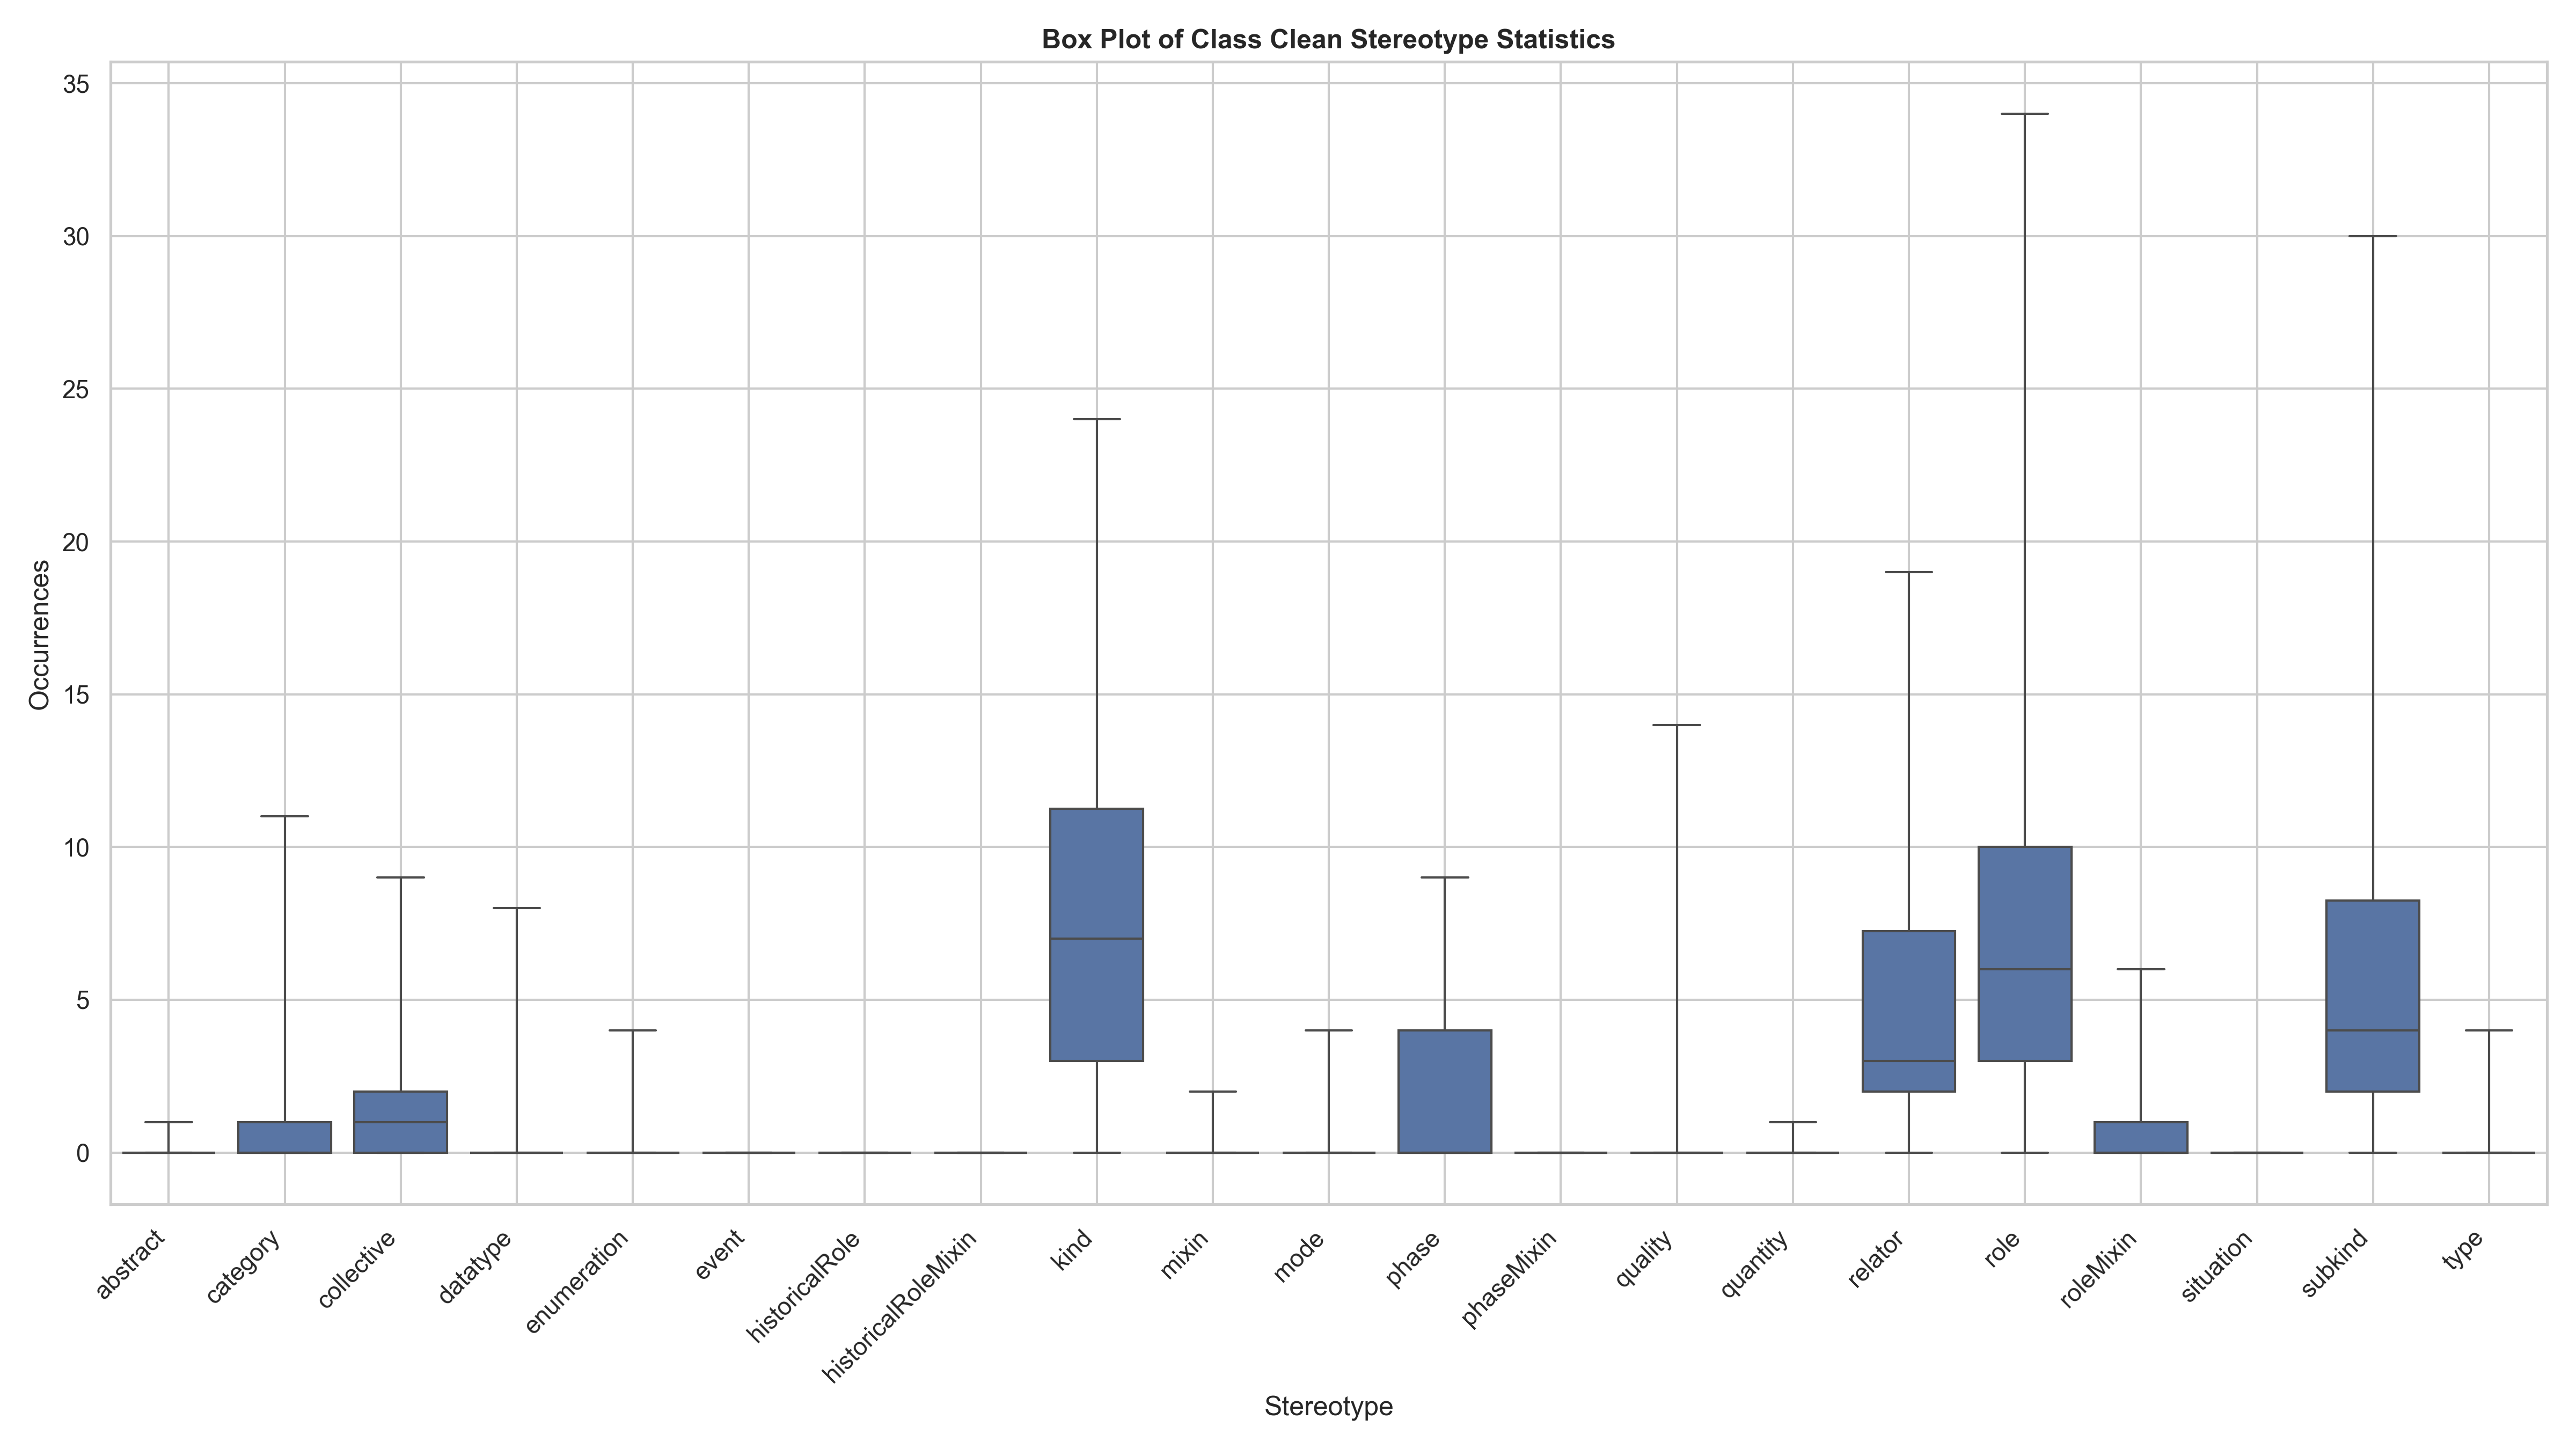 Box Plot of Class Clean Stereotype Statistics
35
30
25
20
15
10
5
0
Occurrences
abstract
category
collective
datatype
enumeration
event
historicalRole
historicalRoleMixin
kind
mixin
mode
phase
phaseMixin
quality
quantity
relator
role
roleMixin
situation
subkind
type
Stereotype